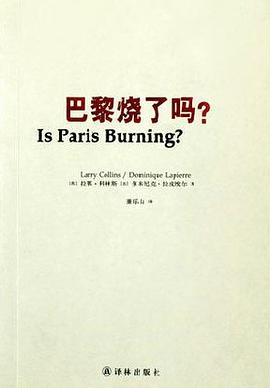 巴黎烧了吗?
Is Paris Burning?
Larry Collins / Dominique Lapierre
[美] 拉莱·科林斯 [法] 多米尼克·拉皮埃尔 著
董乐山 译
译林出版社